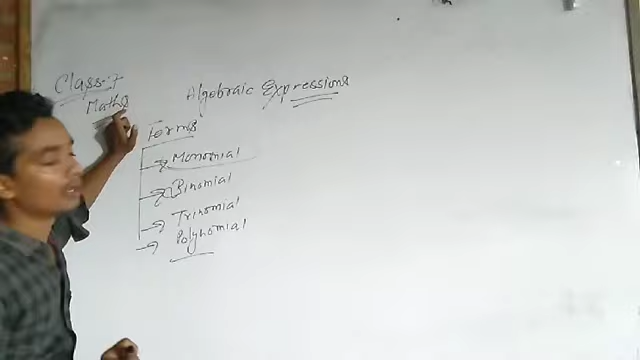 Class-7
Maths
Algebraic Expressions
Terms
Monomial
Binomial
Trinomial
Polynomial